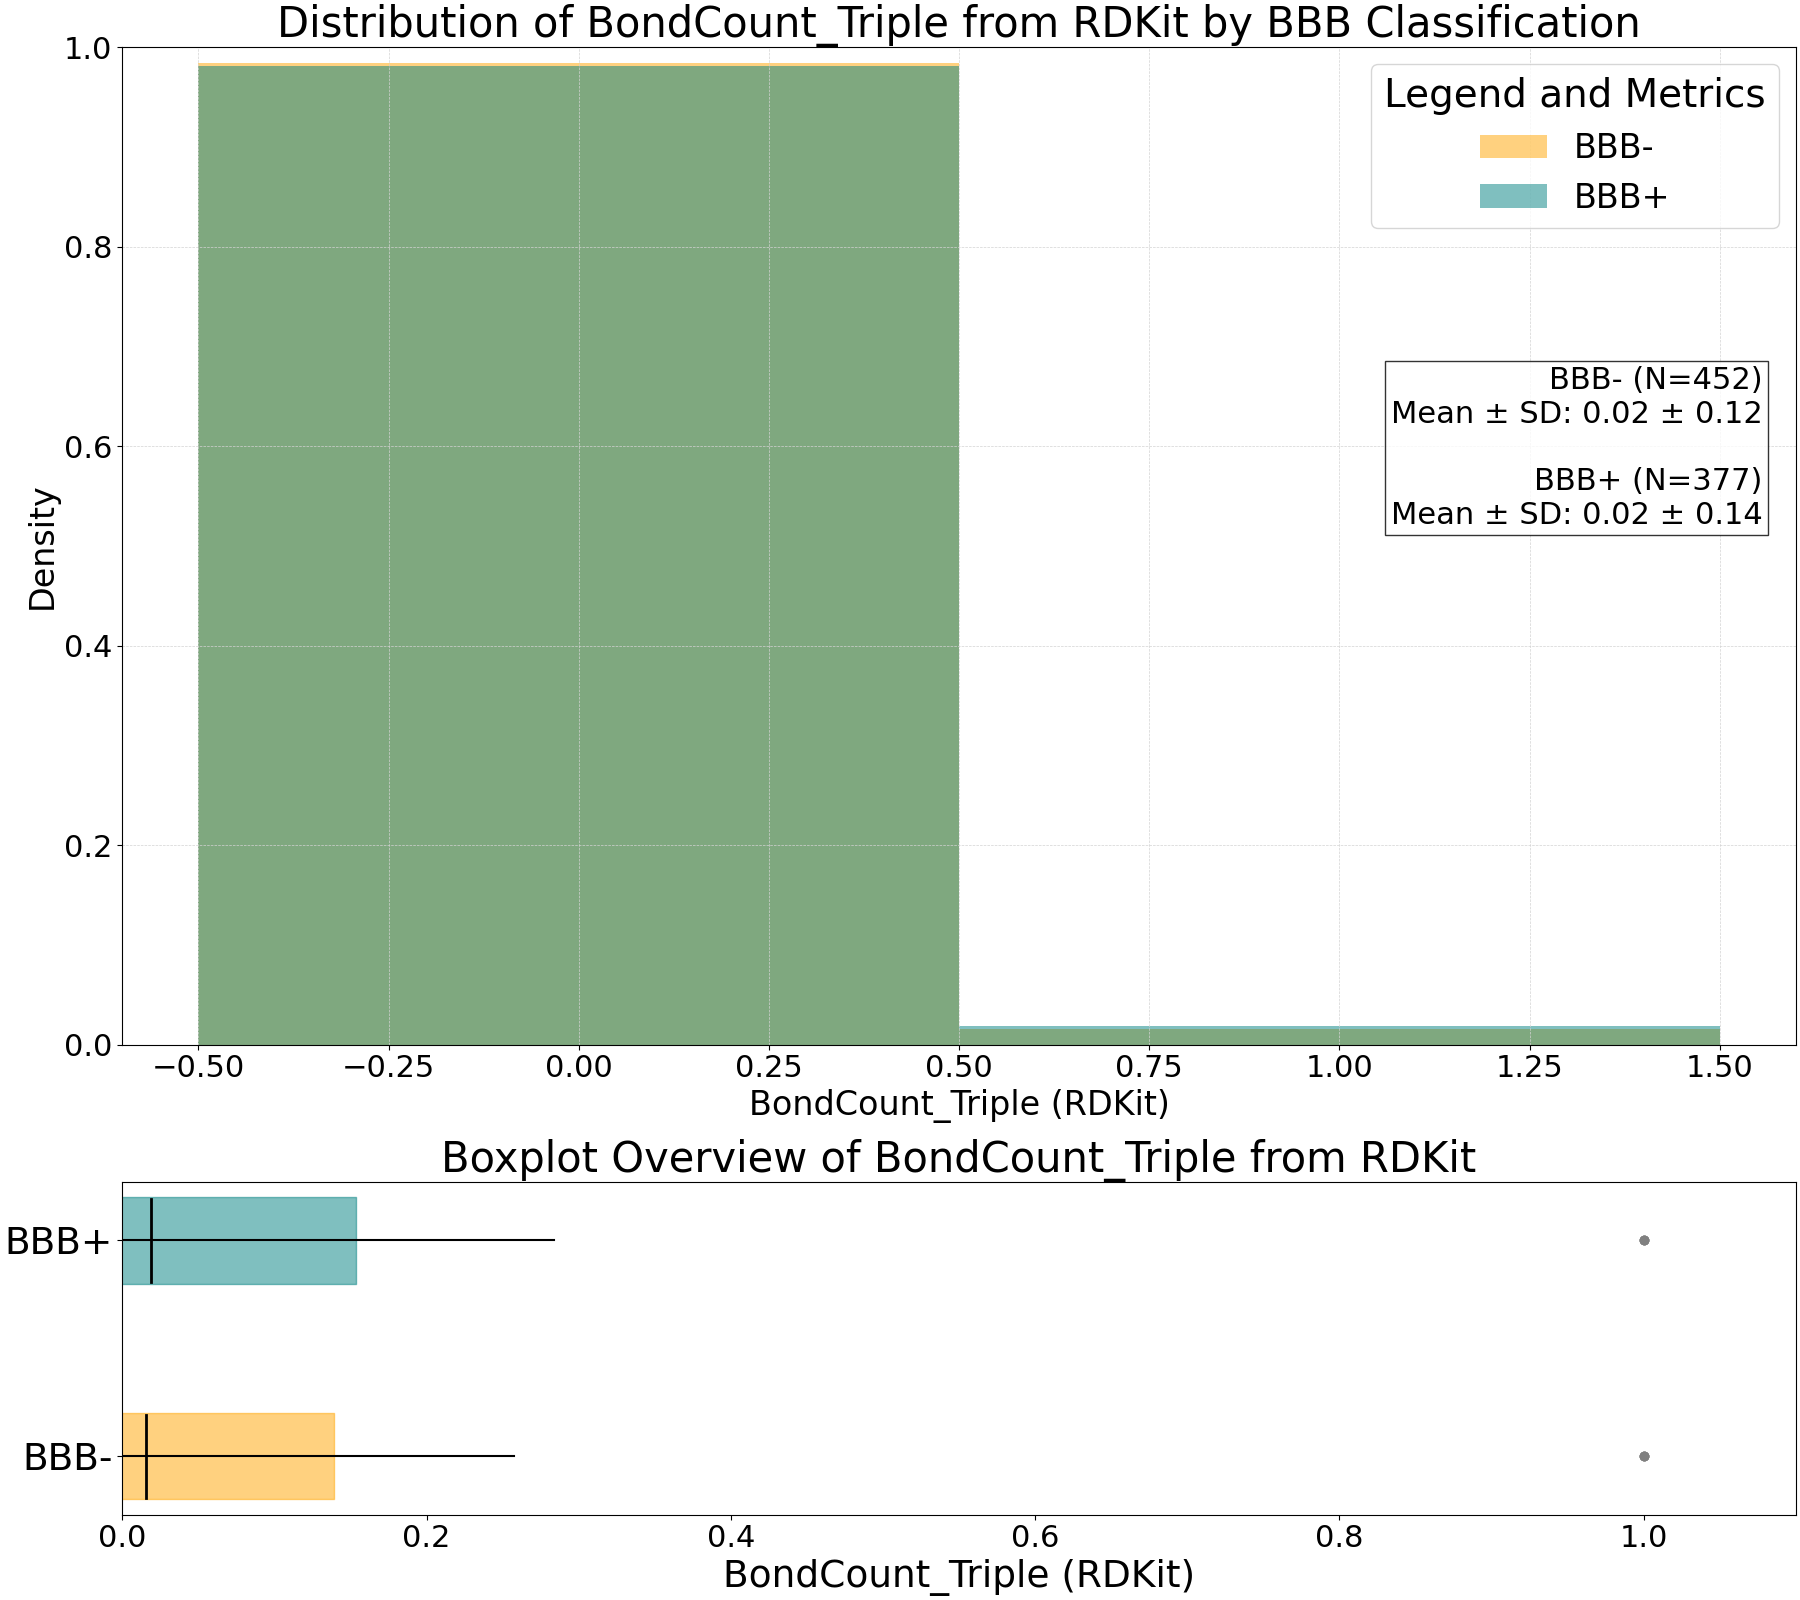 Distribution of BondCount_Triple from RDKit by BBB Classification
1.0
0.8
0.6
0.4
0.2
0.0
Density
Legend and Metrics
BBB-
BBB+
BBB- (N=452)
Mean ± SD: 0.02 ± 0.12
BBB+ (N=377)
Mean ± SD: 0.02 ± 0.14
−0.50 −0.25 0.00 0.25 0.50 0.75 1.00 1.25 1.50
BondCount_Triple (RDKit)
Boxplot Overview of BondCount_Triple from RDKit
BBB+
BBB-
0.0 0.2 0.4 0.6 0.8 1.0
BondCount_Triple (RDKit)